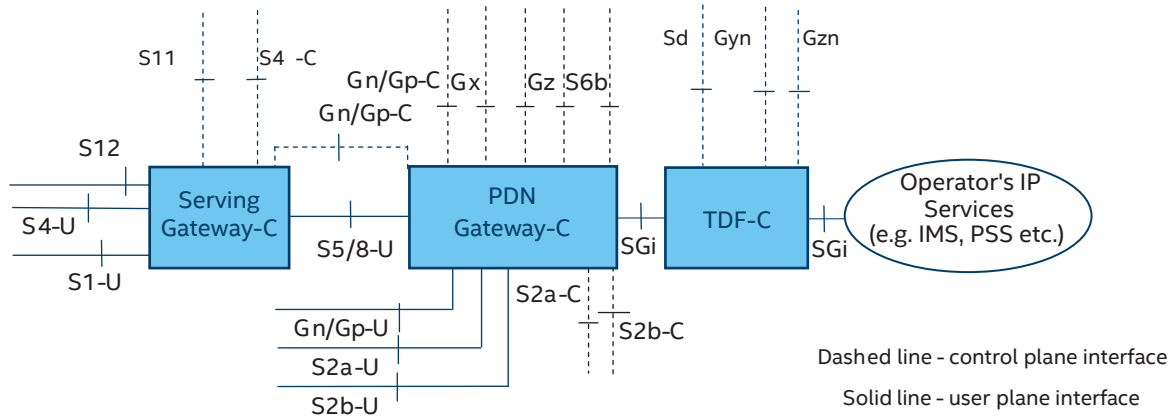 Sd Gyn Gzn
S11 S4 -C
Gn/Gp-C Gx Gz S6b
Gn/Gp-C
S12
Serving
Gateway-C
PDN
Gateway-C
TDF-C
Operator's IP
Services
(e.g. IMS, PSS etc.)
S4-U
S5/8-U
SGi
SGi
S1-U
S2a-C
Gn/Gp-U
S2b-C
S2a-U
S2b-U
Dashed line - control plane interface
Solid line - user plane interface